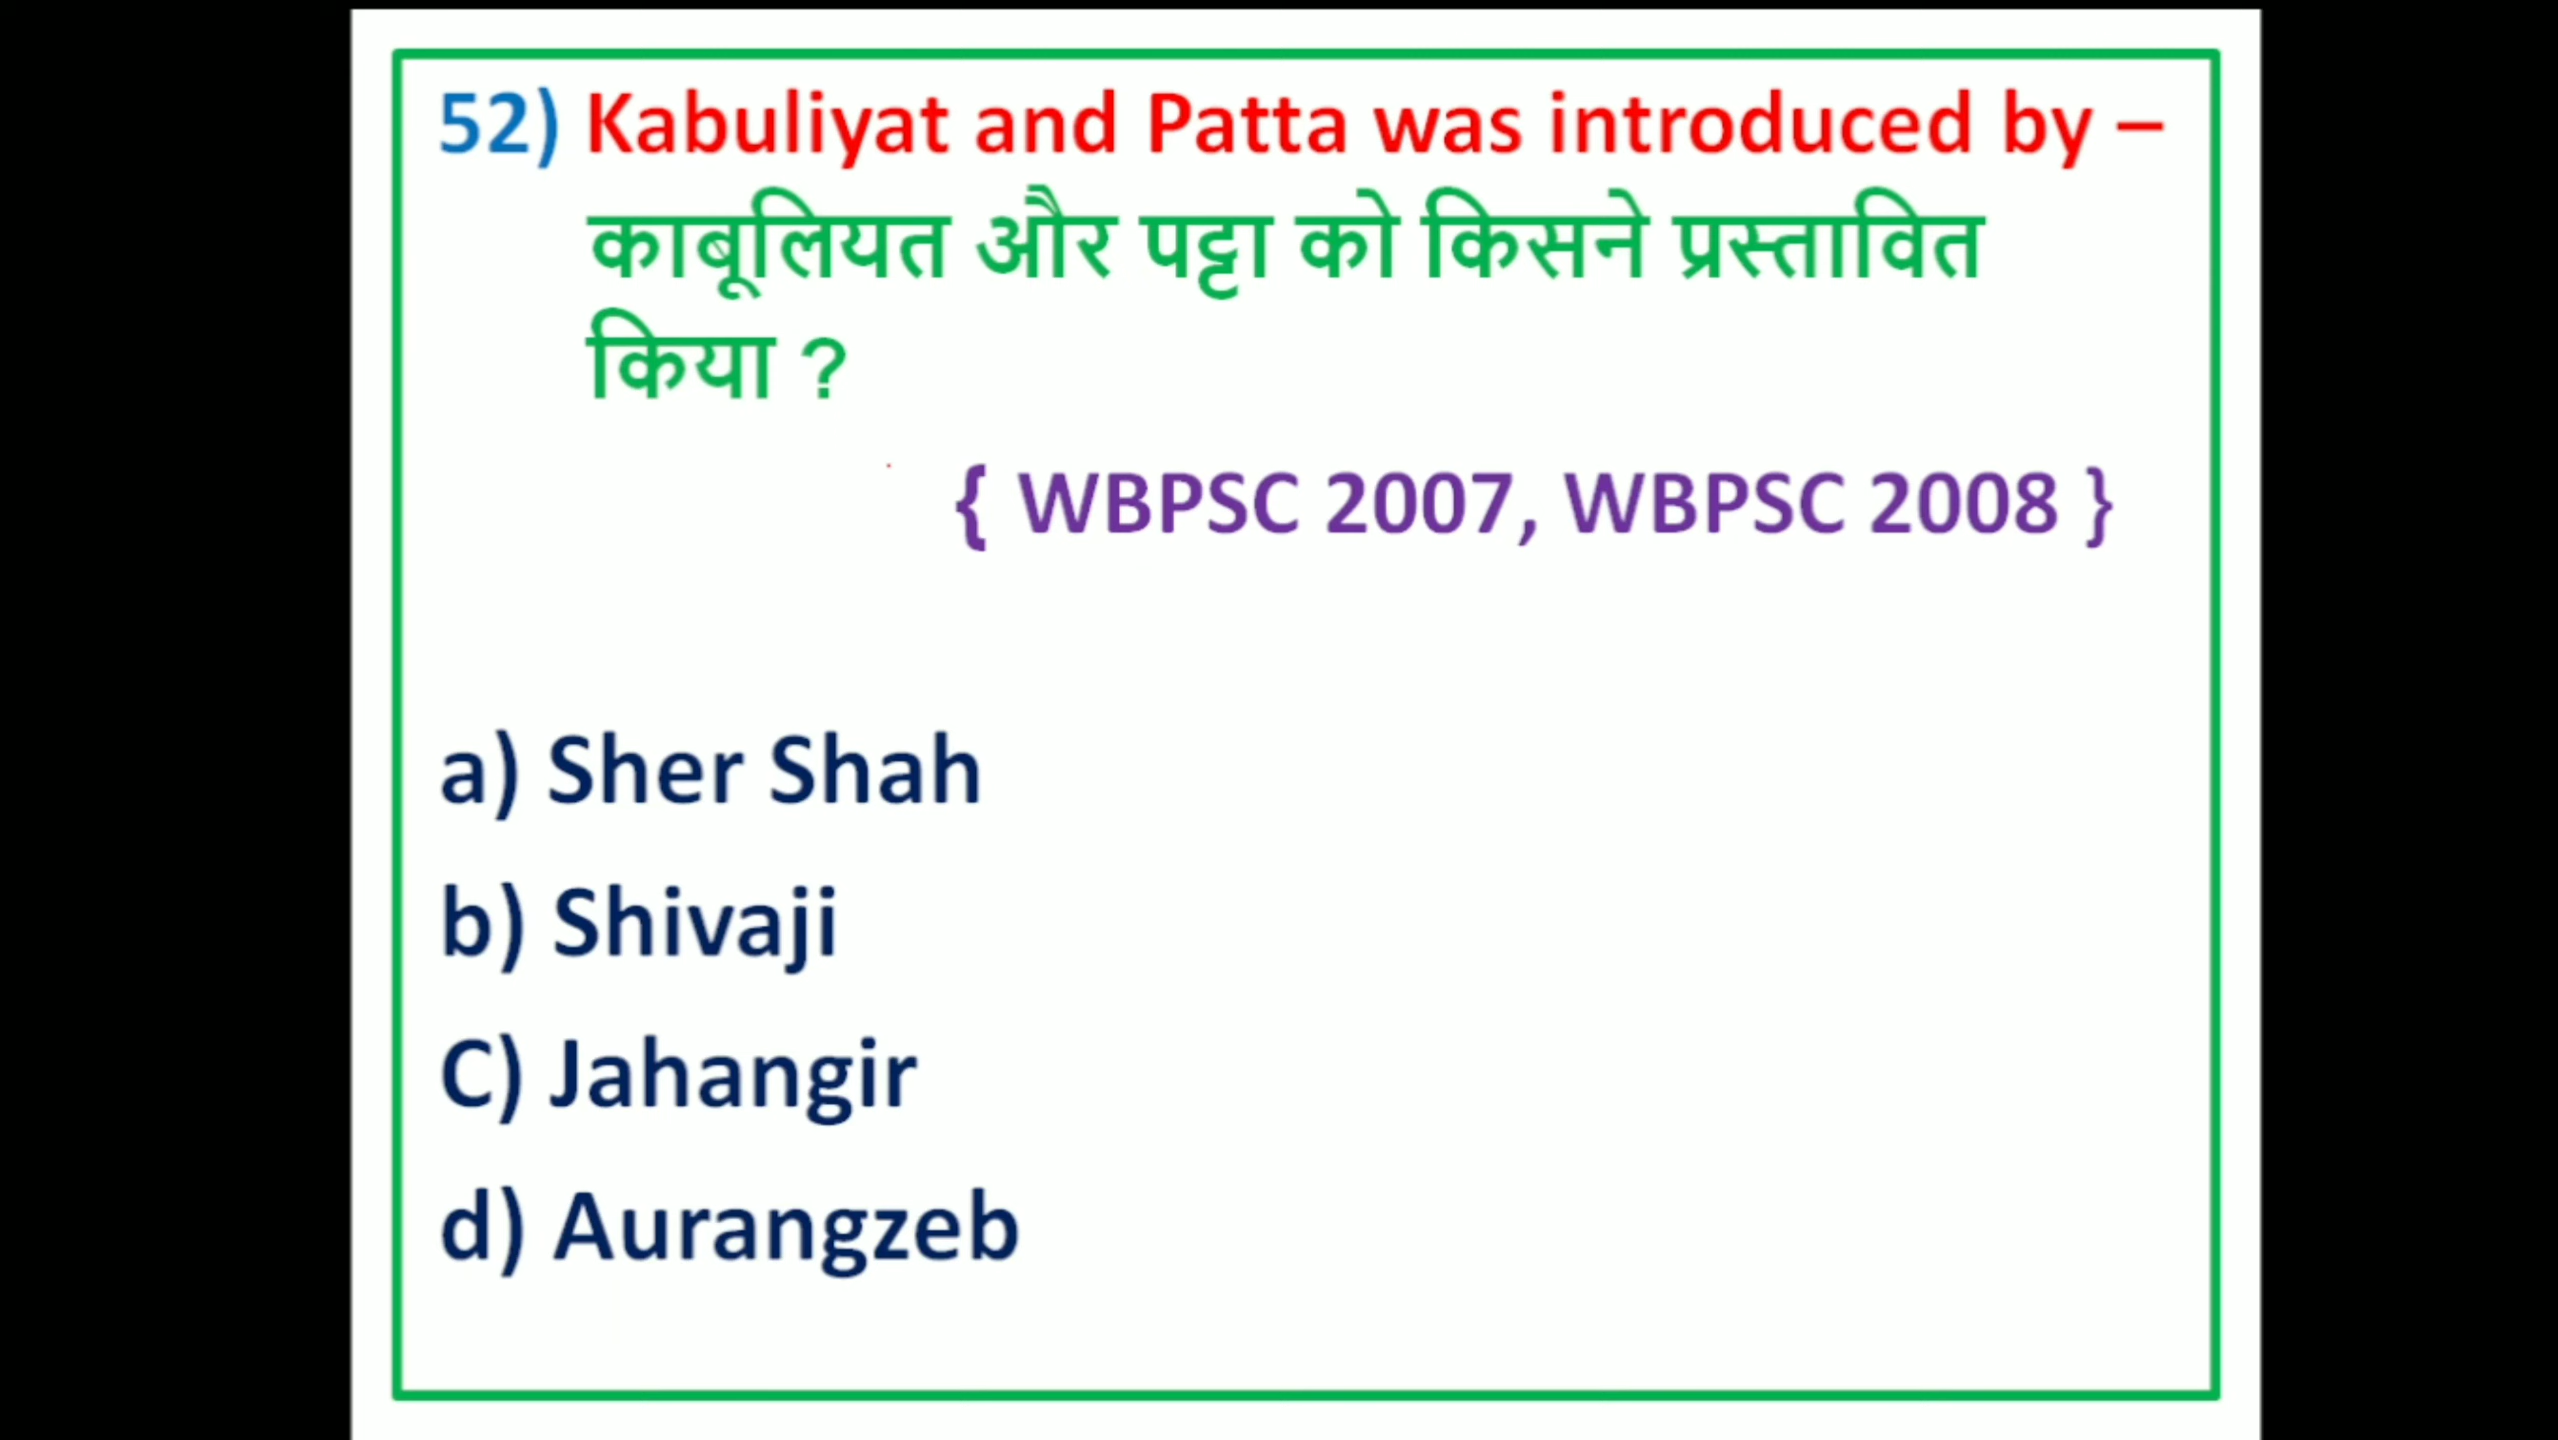 52) Kabuliyat and Patta was introduced by –
काबूलियत और पट्टा को किसने प्रस्तावित
किया ?
{ WBPSC 2007, WBPSC 2008 }
a) Sher Shah
b) Shivaji
C) Jahangir
d) Aurangzeb